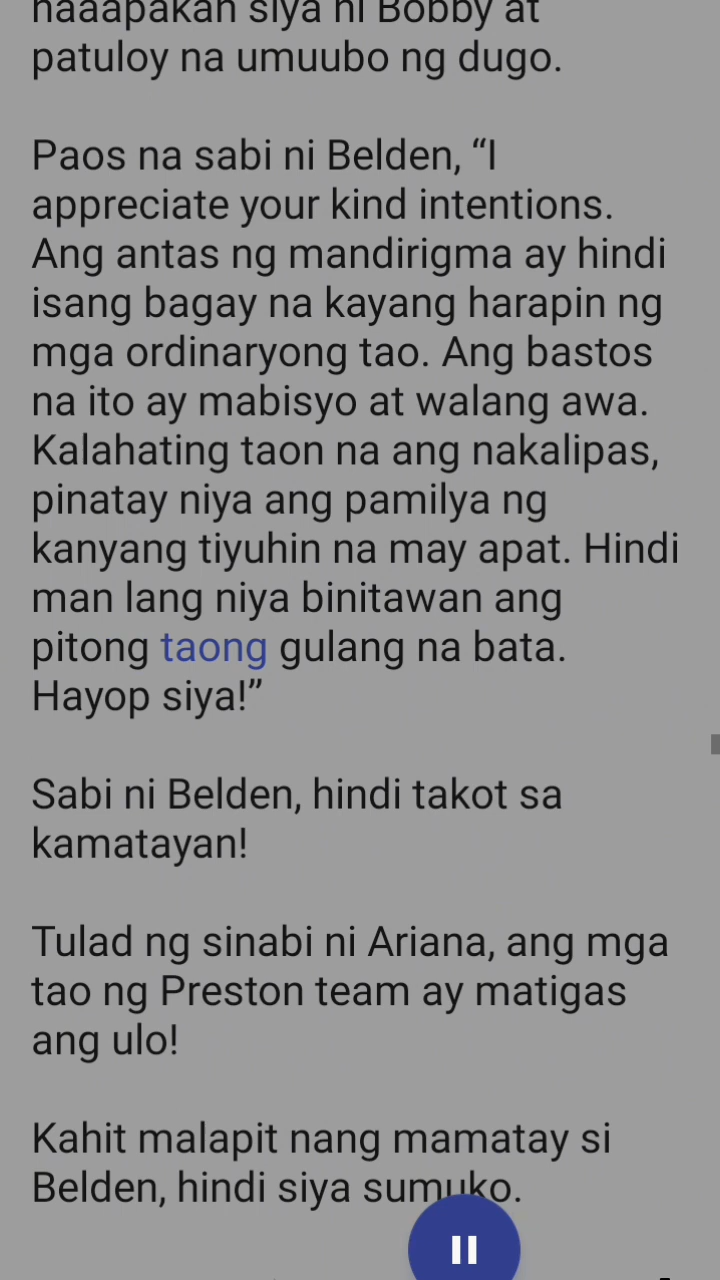 naaapakan siya ni Bobby at
patuloy na umuubo ng dugo.
Paos na sabi ni Belden, “I
appreciate your kind intentions.
Ang antas ng mandirigma ay hindi
isang bagay na kayang harapin ng
mga ordinaryong tao. Ang bastos
na ito ay mabisyo at walang awa.
Kalahating taon na ang nakalipas,
pinatay niya ang pamilya ng
kanyang tiyuhin na may apat. Hindi
man lang niya binitawan ang
pitong taong gulang na bata.
Hayop siya!”
Sabi ni Belden, hindi takot sa
kamatayan!
Tulad ng sinabi ni Ariana, ang mga
tao ng Preston team ay matigas
ang ulo!
Kahit malapit nang mamatay si
Belden, hindi siya sumuko.